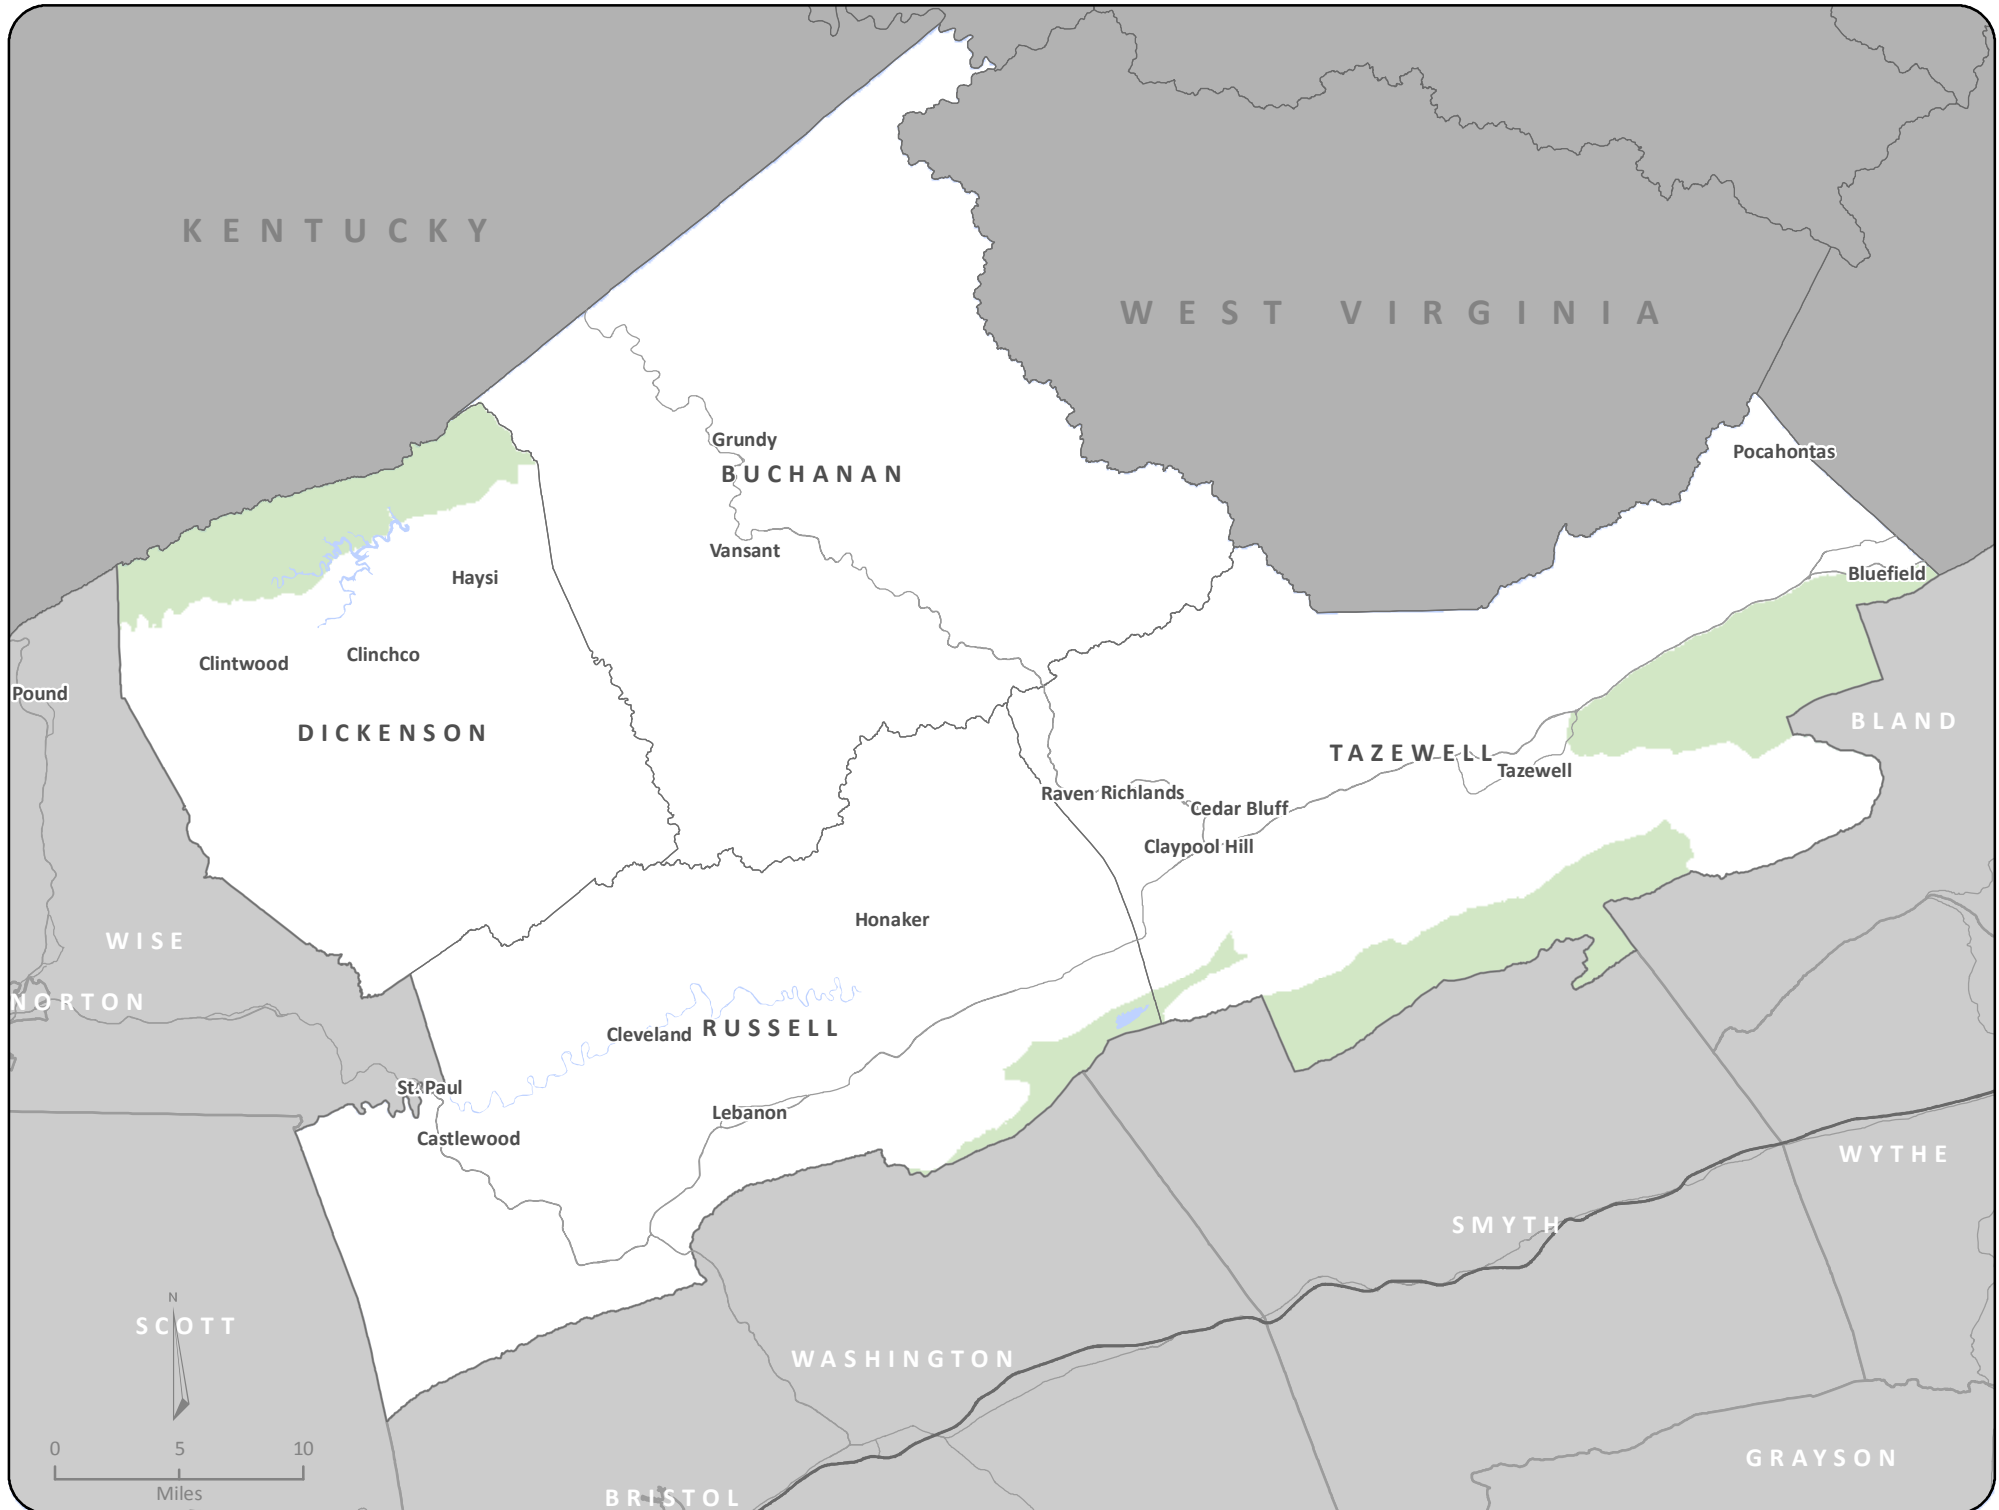 KENTUCKY
WEST VIRGINIA
Grundy
BUCHANAN
Pocahontas
Vansant
Haysi
Bluefield
Clintwood
Clinchco
Pound
DICKENSON
BLAND
TAZEWELL
Tazewell
Raven
Richlands
Cedar Bluff
Claypool Hill
Honaker
WISE
NORTON
Cleveland
RUSSELL
St. Paul
Lebanon
Castlewood
WYTHE
SMYTH
N
SCOTT
WASHINGTON
0 5 10
Miles
GRAYSON
BRISTOL